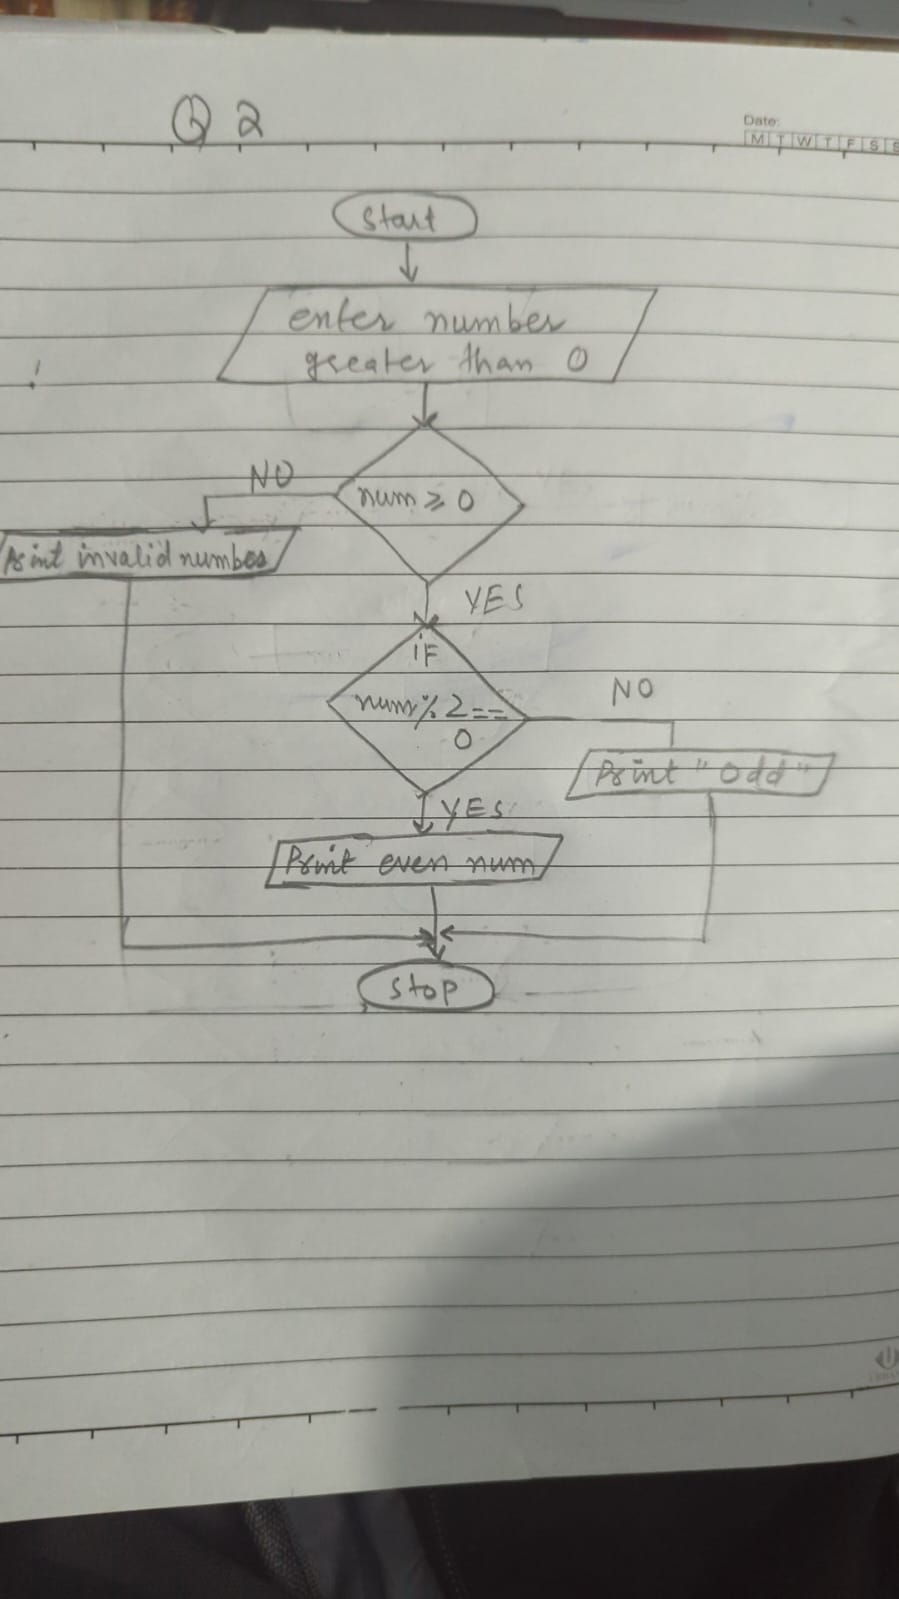 Q 2
Date:
M T W T F S S
Start
enter number
greater than 0
num ≥ 0
NO
Print invalid number
YES
IF
num % 2 ==
0
NO
Print "Odd"
YES
Print even num
Stop